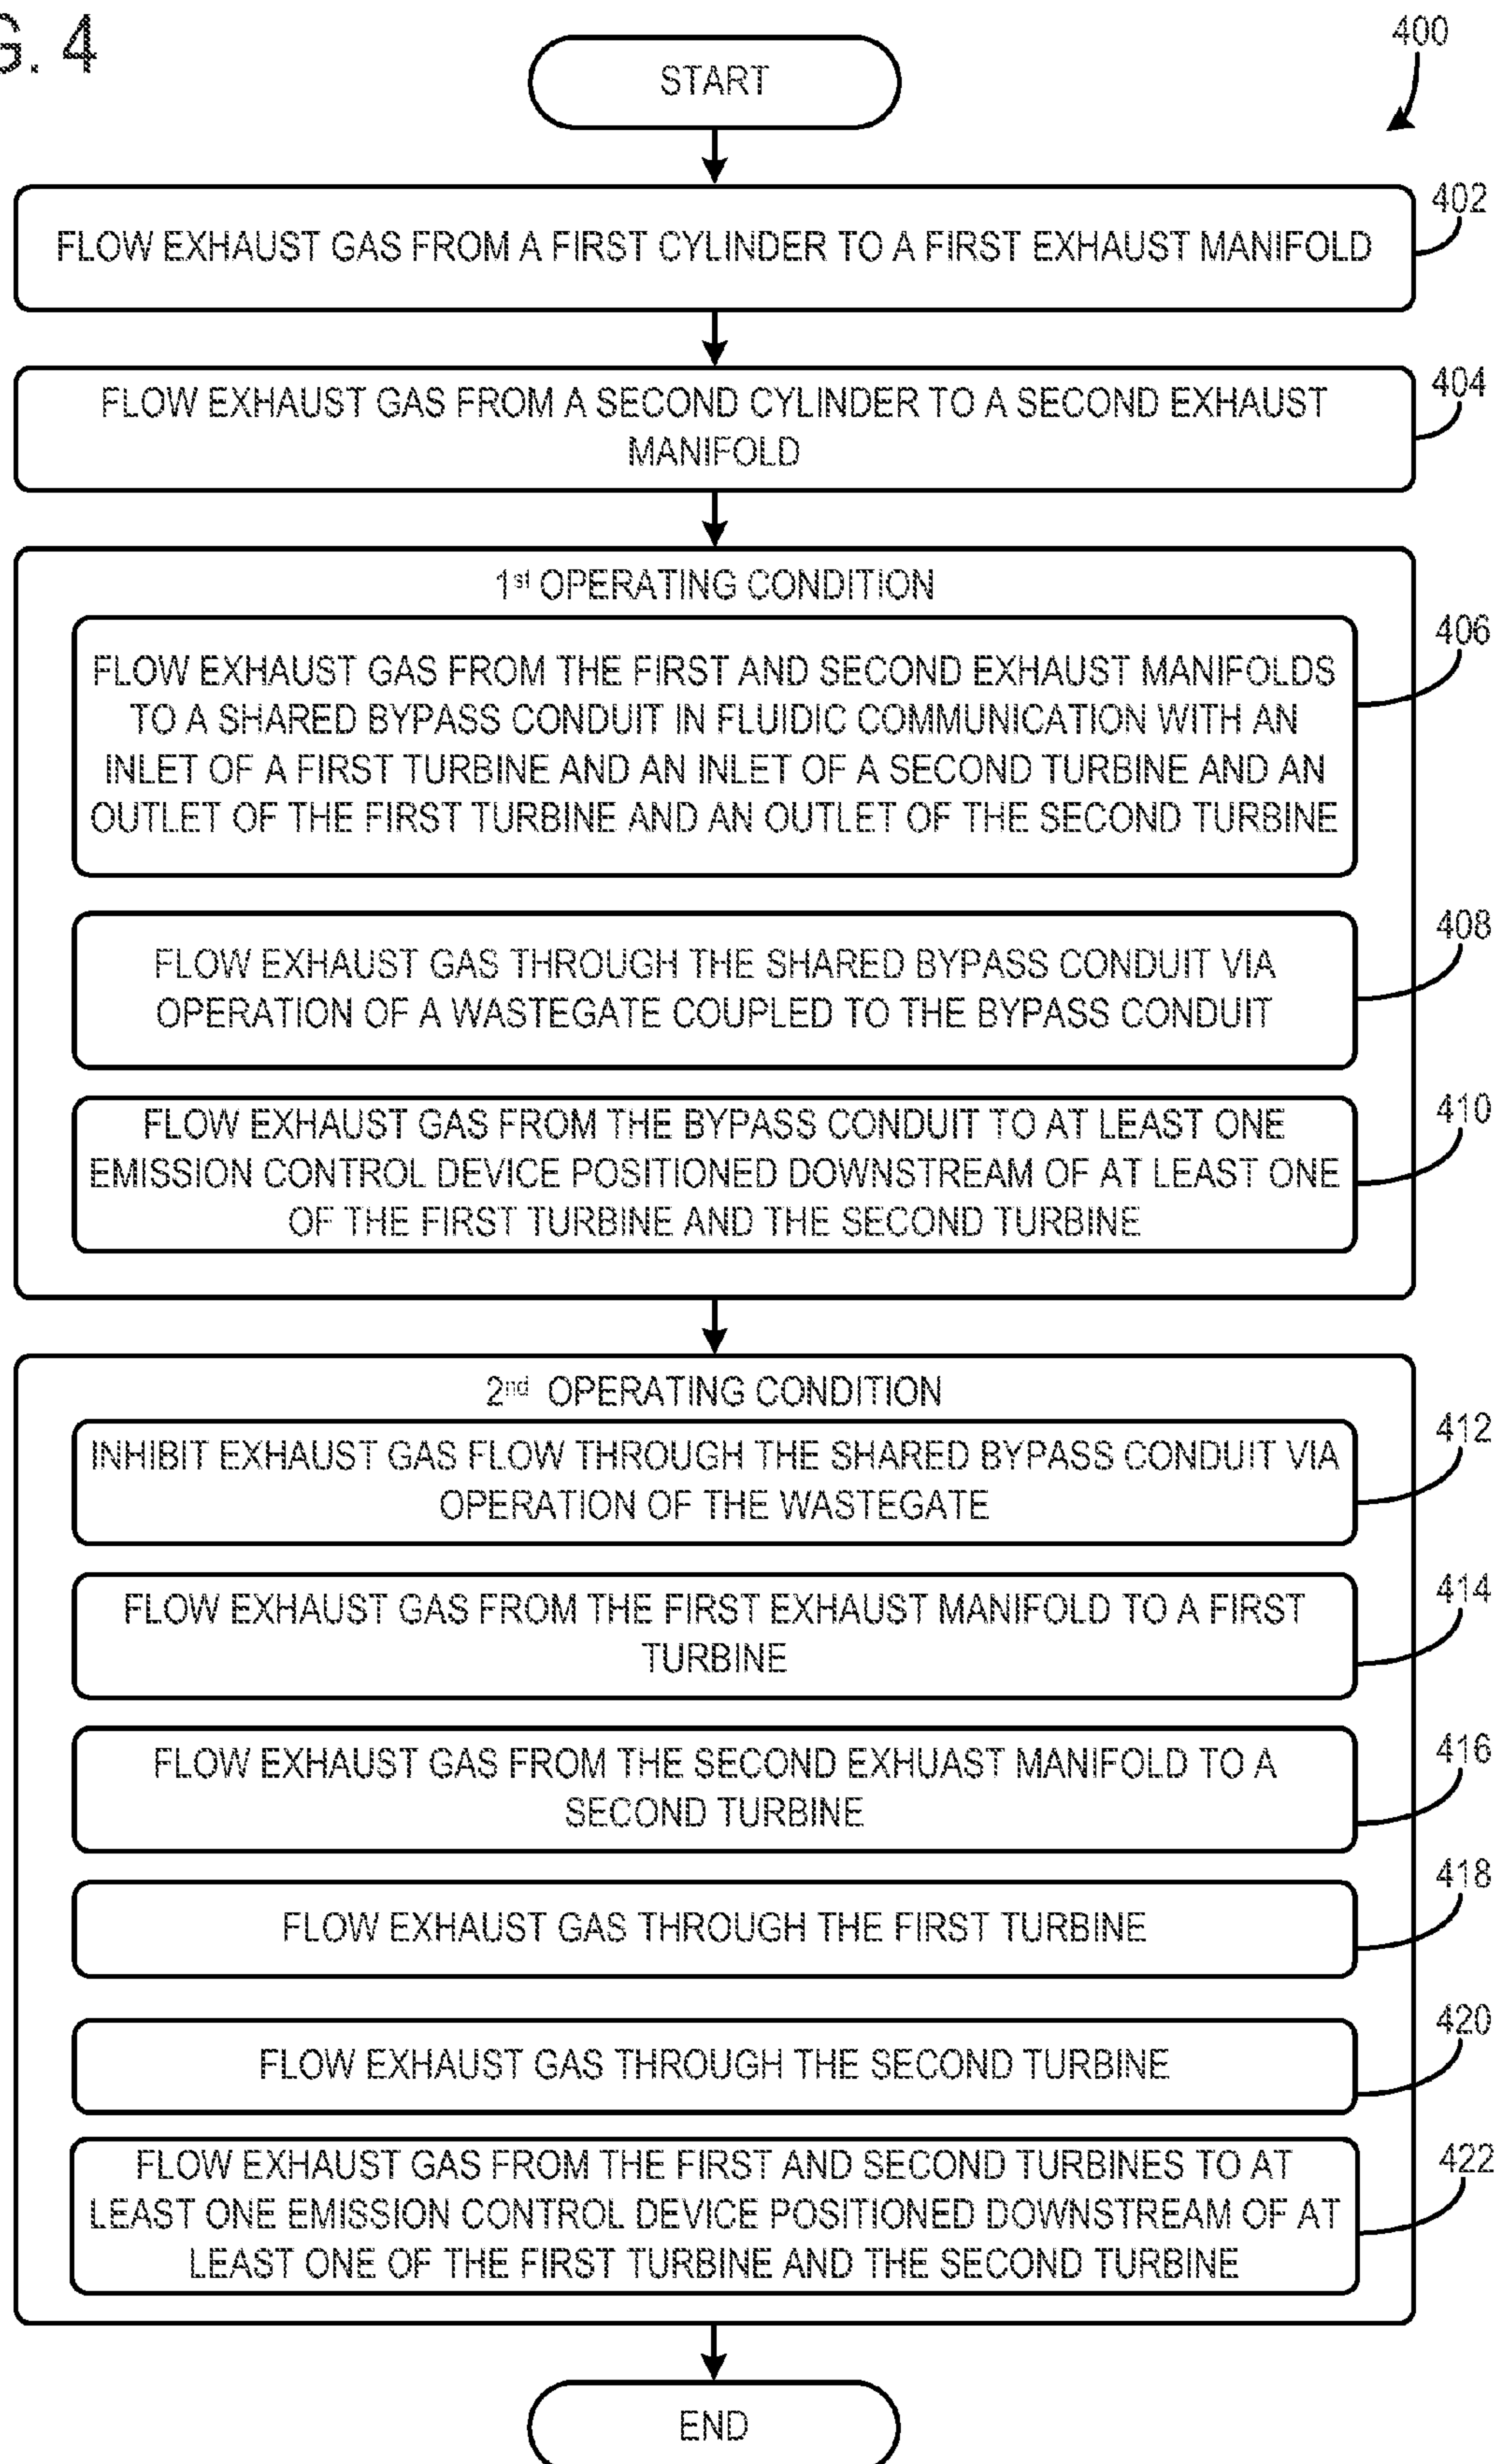 G. 4
400
START
402
FLOW EXHAUST GAS FROM A FIRST CYLINDER TO A FIRST EXHAUST MANIFOLD
404
FLOW EXHAUST GAS FROM A SECOND CYLINDER TO A SECOND EXHAUST
MANIFOLD
1st OPERATING CONDITION
406
FLOW EXHAUST GAS FROM THE FIRST AND SECOND EXHAUST MANIFOLDS
TO A SHARED BYPASS CONDUIT IN FLUIDIC COMMUNICATION WITH AN
INLET OF A FIRST TURBINE AND AN INLET OF A SECOND TURBINE AND AN
OUTLET OF THE FIRST TURBINE AND AN OUTLET OF THE SECOND TURBINE
408
FLOW EXHAUST GAS THROUGH THE SHARED BYPASS CONDUIT VIA
OPERATION OF A WASTEGATE COUPLED TO THE BYPASS CONDUIT
410
FLOW EXHAUST GAS FROM THE BYPASS CONDUIT TO AT LEAST ONE
EMISSION CONTROL DEVICE POSITIONED DOWNSTREAM OF AT LEAST ONE
OF THE FIRST TURBINE AND THE SECOND TURBINE
2nd OPERATING CONDITION
412
INHIBIT EXHAUST GAS FLOW THROUGH THE SHARED BYPASS CONDUIT VIA
OPERATION OF THE WASTEGATE
414
FLOW EXHAUST GAS FROM THE FIRST EXHAUST MANIFOLD TO A FIRST
TURBINE
416
FLOW EXHAUST GAS FROM THE SECOND EXHUAST MANIFOLD TO A
SECOND TURBINE
418
FLOW EXHAUST GAS THROUGH THE FIRST TURBINE
420
FLOW EXHAUST GAS THROUGH THE SECOND TURBINE
422
FLOW EXHAUST GAS FROM THE FIRST AND SECOND TURBINES TO AT
LEAST ONE EMISSION CONTROL DEVICE POSITIONED DOWNSTREAM OF AT
LEAST ONE OF THE FIRST TURBINE AND THE SECOND TURBINE
END